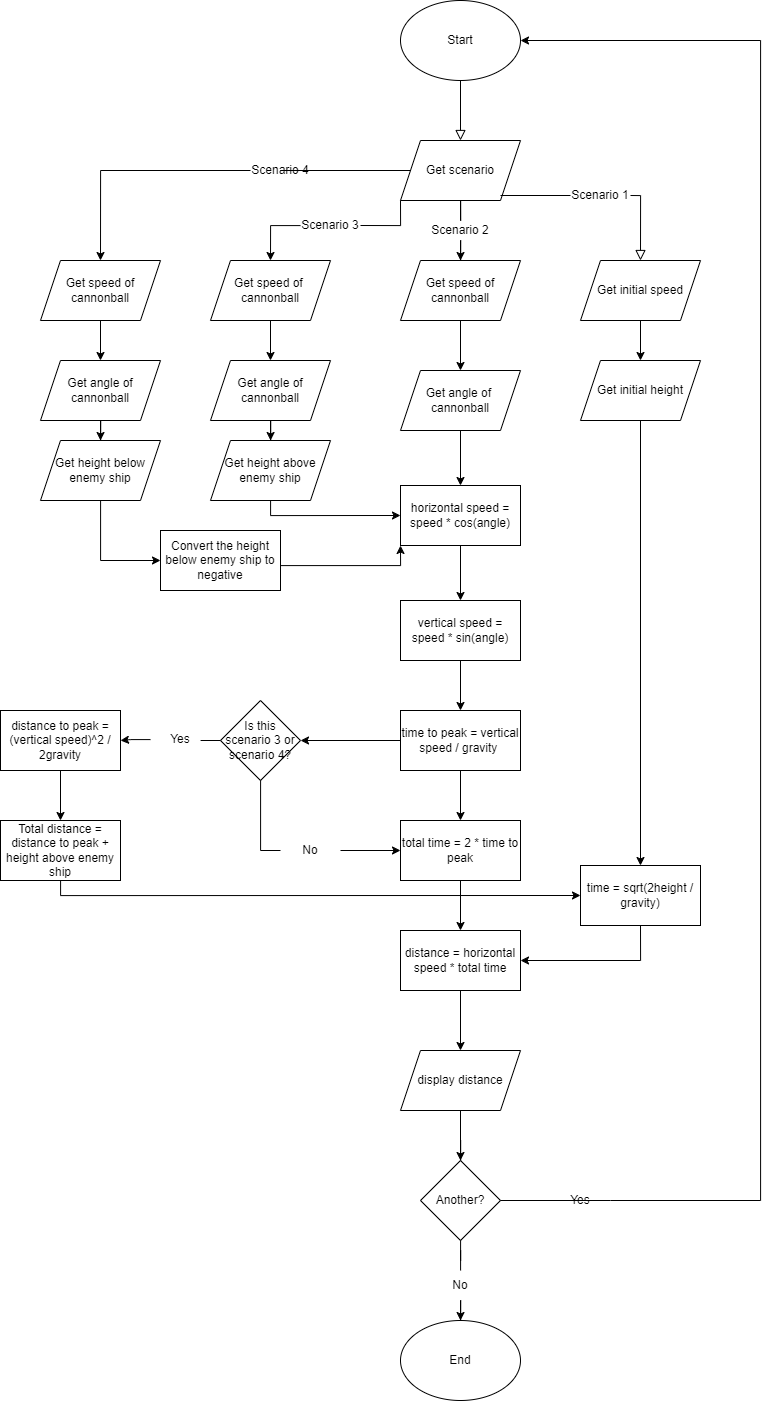 Start
Get scenario
Scenario 4
Scenario 1
Scenario 3
Scenario 2
Get speed of
cannonball
Get speed of
cannonball
Get speed of
cannonball
Get initial speed
Get angle of
cannonball
Get angle of
cannonball
Get angle of
cannonball
Get initial height
Get height below
enemy ship
Get height above
enemy ship
horizontal speed =
speed * cos(angle)
Convert the height
below enemy ship to
negative
vertical speed =
speed * sin(angle)
distance to peak =
(vertical speed)^2 /
2gravity
Yes
Is this
scenario 3 or
scenario 4?
time to peak = vertical
speed / gravity
Total distance =
distance to peak +
height above enemy
ship
No
total time = 2 * time to
peak
time = sqrt(2height /
gravity)
distance = horizontal
speed * total time
display distance
Another?
Yes
No
End